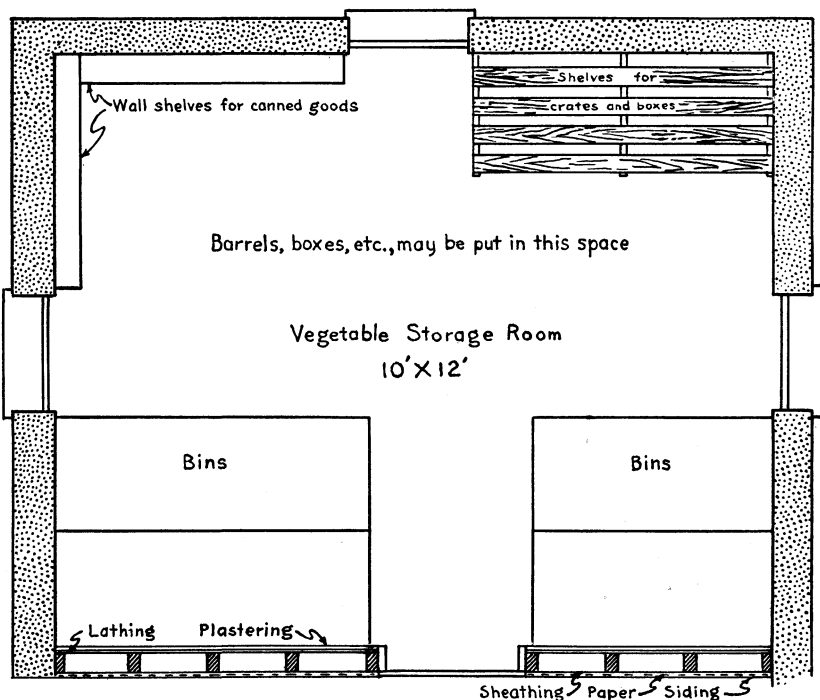 Shelves for
crates and boxes
Wall shelves for canned goods
Barrels, boxes, etc., may be put in this space
Vegetable Storage Room
10' X 12'
Bins
Bins
Lathing
Plastering
Sheathing
Paper
Siding